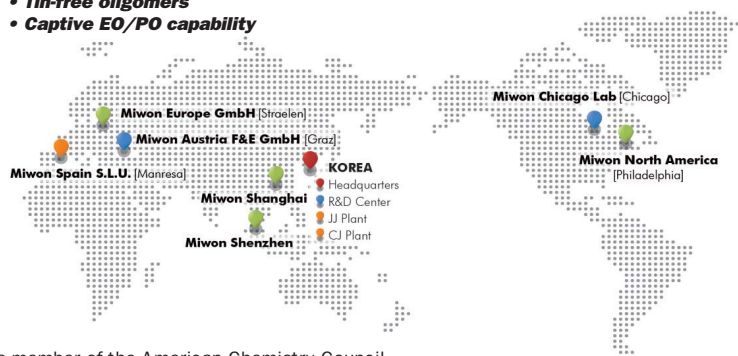 • Tin-free oligomers
• Captive EO/PO capability
Miwon Chicago Lab [Chicago]
Miwon Europe GmbH [Straelen]
Miwon Austria F&E GmbH [Graz]
Miwon North America
[Philadelphia]
KOREA
Miwon Spain S.L.U. [Manresa]
Headquarters
Miwon Shanghai
R&D Center
JJ Plant
CJ Plant
Miwon Shenzhen
a member of the American Chemistry Council